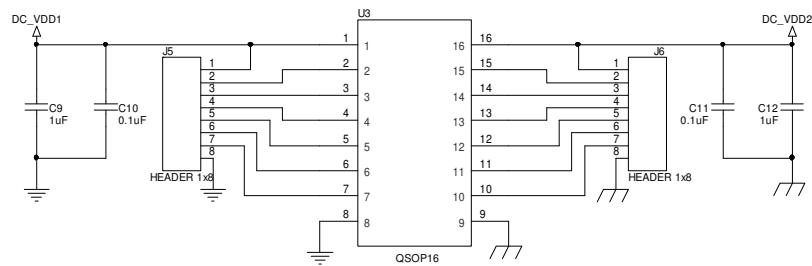 U3
DC_VDD1
DC_VDD2
J5
J6
1 1 16 16
2 2 15 15
3 3 14 14
4 4 13 13
5 5 12 12
6 6 11 11
7 7 10 10
8 8 9 9
1
2
3
4
5
6
7
8
1
2
3
4
5
6
7
8
C9
1uF
C10
0.1uF
C11
0.1uF
C12
1uF
HEADER 1x8
HEADER 1x8
QSOP16